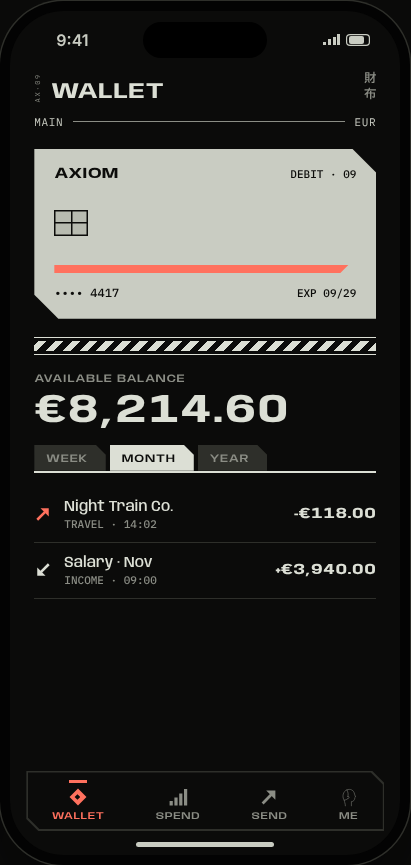 9:41
AX·09
WALLET
財布
MAIN
EUR
AXIOM
DEBIT · 09
•••• 4417
EXP 09/29
AVAILABLE BALANCE
€8,214.60
WEEK
MONTH
YEAR
Night Train Co.
-€118.00
TRAVEL · 14:02
Salary · Nov
+€3,940.00
INCOME · 09:00
WALLET
SPEND
SEND
ME